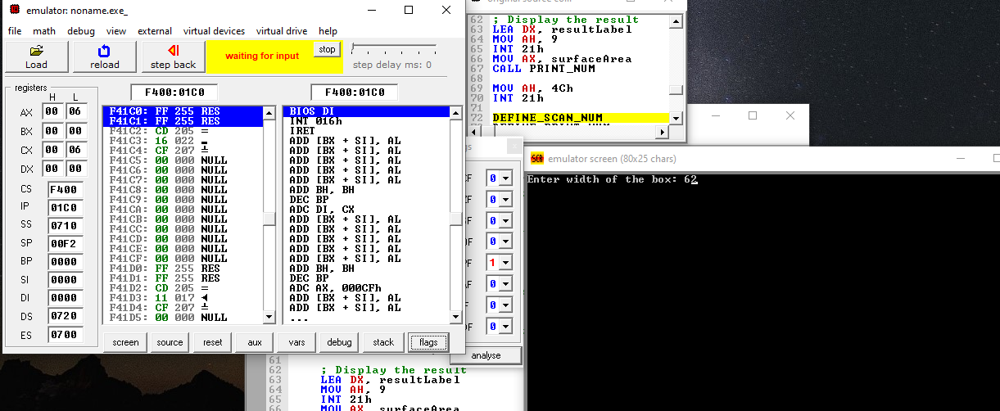 emulator: noname.exe_
file math debug view external virtual devices virtual drive help
Load
reload
step back
waiting for input
stop
step delay ms: 0
registers
H L
AX 00 06
BX 00 00
CX 00 06
DX 00 00
CS F400
IP 01C0
SS 0710
SP 00F2
BP 0000
SI 0000
DI 0000
DS 0720
ES 0700
F400:01C0
F41C0: FF 255 RES
F41C1: FF 255 RES
F41C2: CD 205 =
F41C3: 16 022 ▬
F41C4: CF 207 ╧
F41C5: 00 000 NULL
F41C6: 00 000 NULL
F41C7: 00 000 NULL
F41C8: 00 000 NULL
F41C9: 00 000 NULL
F41CA: 00 000 NULL
F41CB: 00 000 NULL
F41CC: 00 000 NULL
F41CD: 00 000 NULL
F41CE: 00 000 NULL
F41CF: 00 000 NULL
F41D0: FF 255 RES
F41D1: FF 255 RES
F41D2: CD 205 =
F41D3: 11 017 ◄
F41D4: CF 207 ╧
F41D5: 00 000 NULL
F400:01C0
BIOS DI
INT 016h
IRET
ADD [BX + SI], AL
ADD [BX + SI], AL
ADD [BX + SI], AL
ADD [BX + SI], AL
ADD [BX + SI], AL
ADD BH, BH
DEC BP
ADC DI, CX
ADD [BX + SI], AL
ADD [BX + SI], AL
ADD [BX + SI], AL
ADD [BX + SI], AL
ADD [BX + SI], AL
ADD BH, BH
DEC BP
ADC AX, 000CFh
ADD [BX + SI], AL
ADD [BX + SI], AL
...
screen source reset aux vars debug stack flags
62 ; Display the result
63 LEA DX, resultLabel
64 MOV AH, 9
65 INT 21h
66 MOV AX, surfaceArea
67 CALL PRINT_NUM
68
69 MOV AH, 4Ch
70 INT 21h
71
72 DEFINE_SCAN_NUM
0
0
0
0
1
0
0
0
analyse
emulator screen (80x25 chars)
Enter width of the box: 62
61
62 ; Display the result
63 LEA DX, resultLabel
64 MOV AH, 9
65 INT 21h
66 MOV AX, surfaceArea